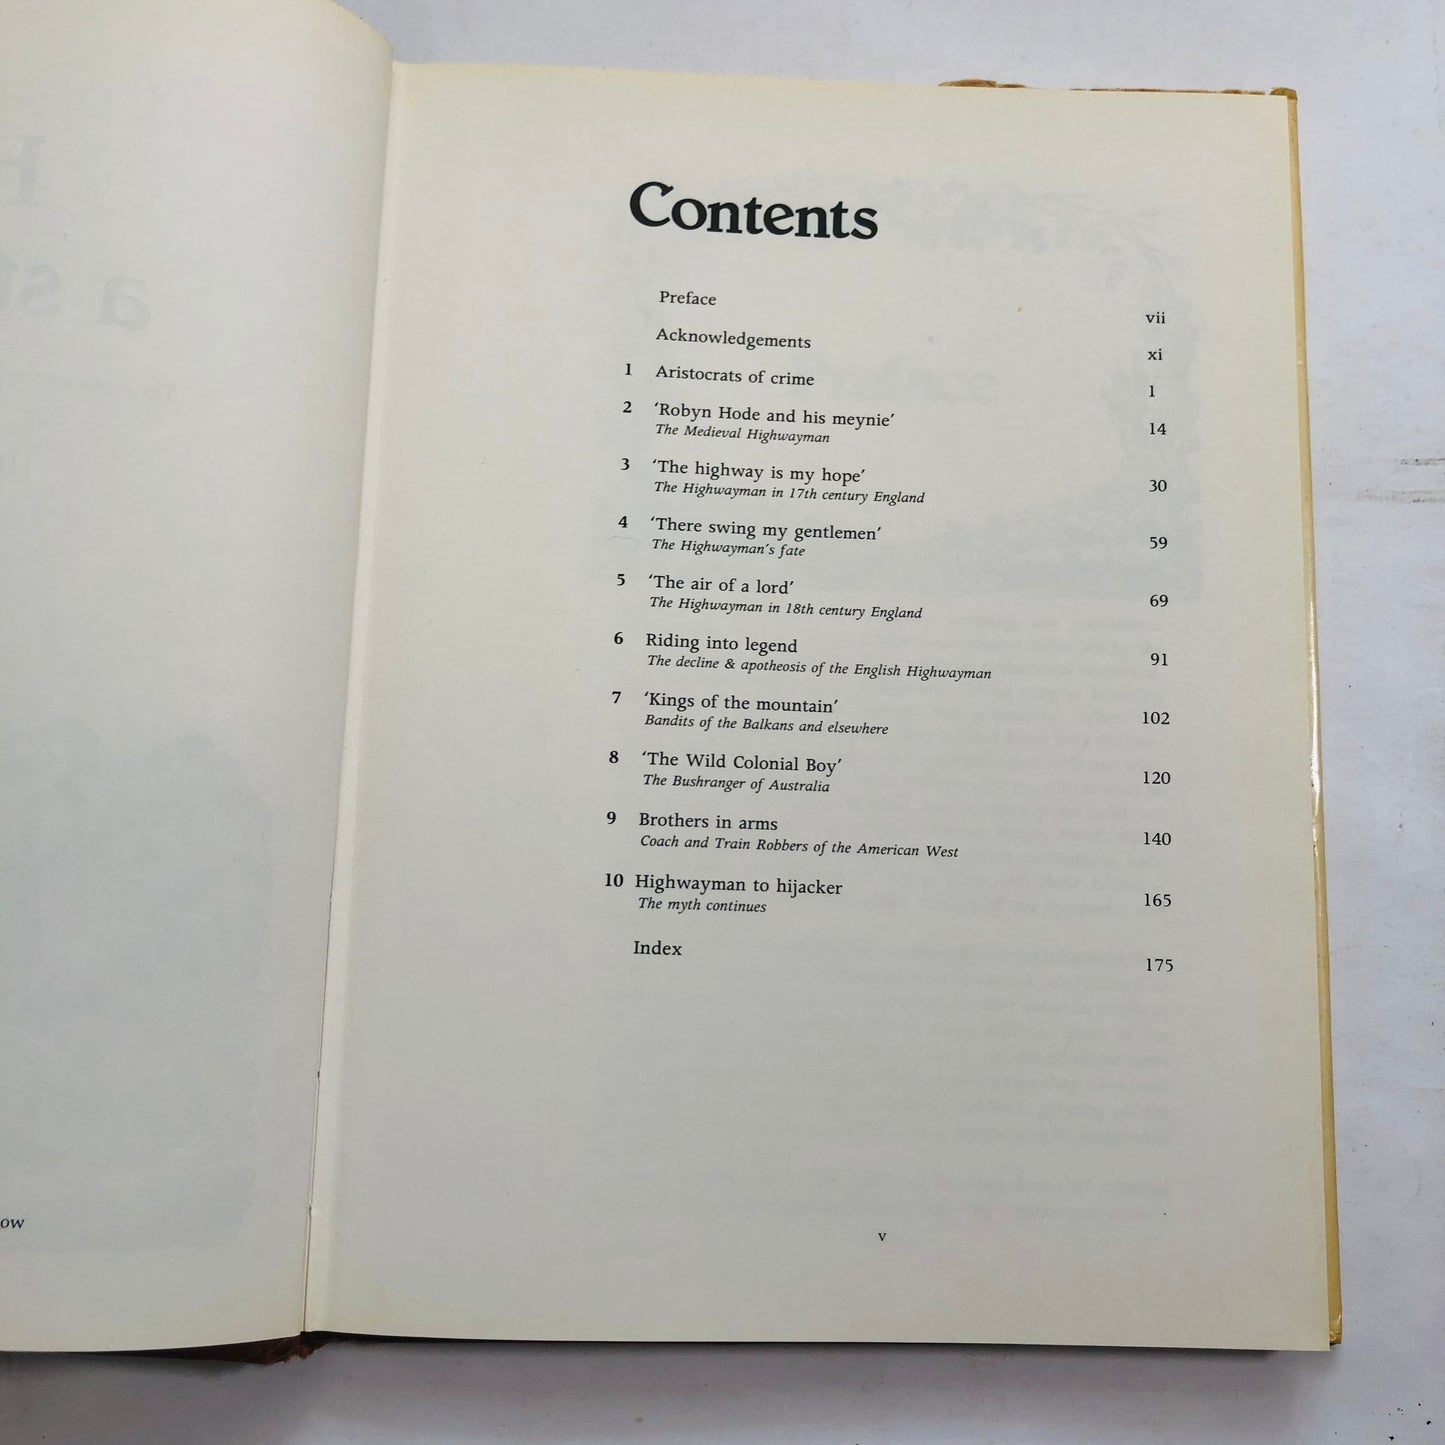 Contents
Preface vii
Acknowledgements xi
1 Aristocrats of crime 1
2 ‘Robyn Hode and his meynie’ 14
The Medieval Highwayman
3 ‘The highway is my hope’ 30
The Highwayman in 17th century England
4 ‘There swing my gentlemen’ 59
The Highwayman's fate
5 ‘The air of a lord’ 69
The Highwayman in 18th century England
6 Riding into legend 91
The decline & apotheosis of the English Highwayman
7 ‘Kings of the mountain’ 102
Bandits of the Balkans and elsewhere
8 ‘The Wild Colonial Boy’ 120
The Bushranger of Australia
9 Brothers in arms 140
Coach and Train Robbers of the American West
10 Highwayman to hijacker 165
The myth continues
Index 175
v
ow